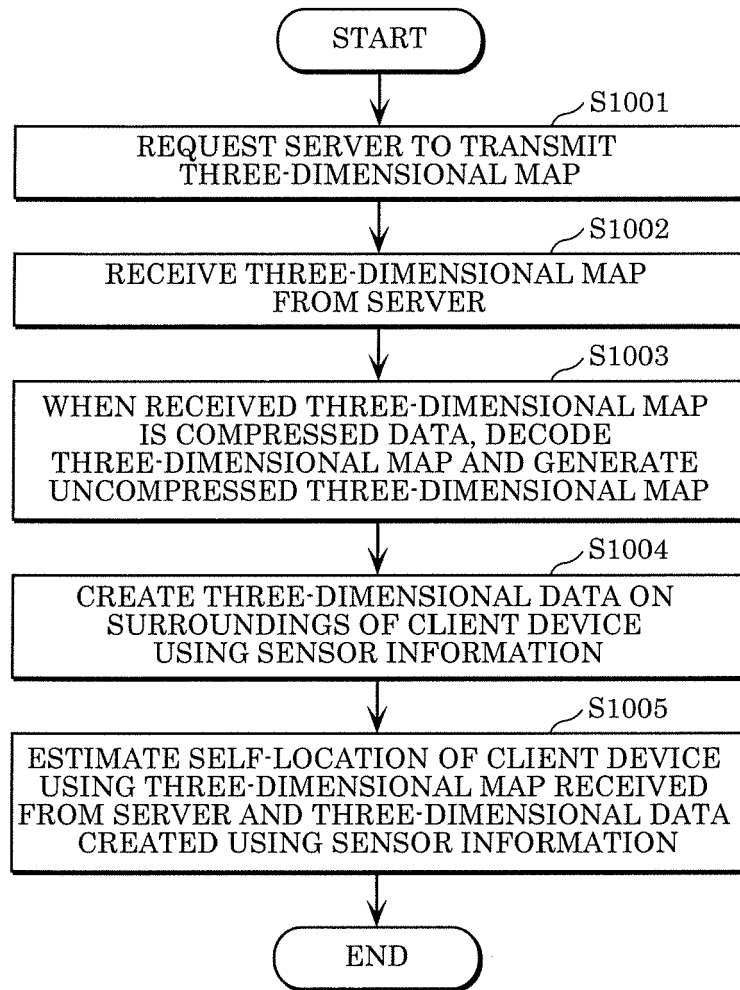 START
S1001
REQUEST SERVER TO TRANSMIT
THREE-DIMENSIONAL MAP
S1002
RECEIVE THREE-DIMENSIONAL MAP
FROM SERVER
S1003
WHEN RECEIVED THREE-DIMENSIONAL MAP
IS COMPRESSED DATA, DECODE
THREE-DIMENSIONAL MAP AND GENERATE
UNCOMPRESSED THREE-DIMENSIONAL MAP
S1004
CREATE THREE-DIMENSIONAL DATA ON
SURROUNDINGS OF CLIENT DEVICE
USING SENSOR INFORMATION
S1005
ESTIMATE SELF-LOCATION OF CLIENT DEVICE
USING THREE-DIMENSIONAL MAP RECEIVED
FROM SERVER AND THREE-DIMENSIONAL DATA
CREATED USING SENSOR INFORMATION
END